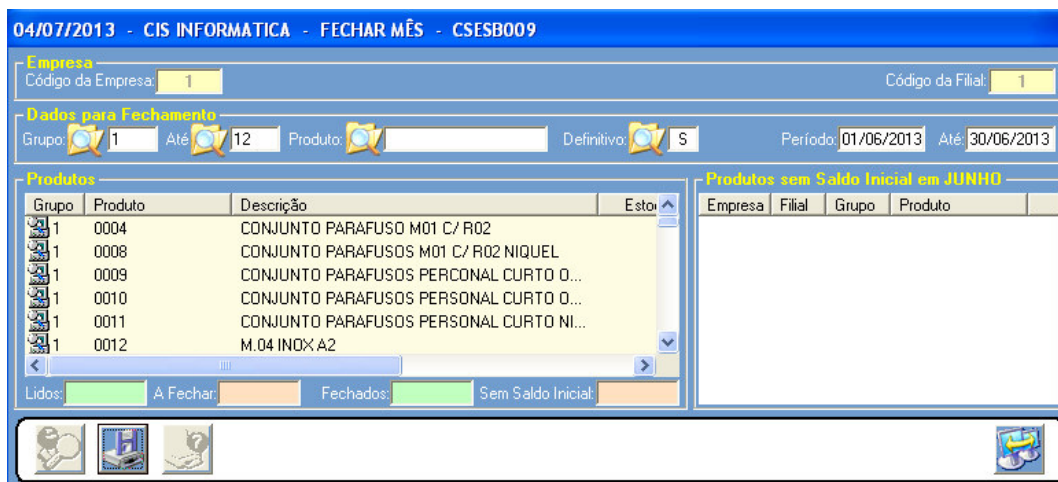 04/07/2013 - CIS INFORMATICA - FECHAR MÊS - CSESB009
Empresa
Código da Empresa: 1 Código da Filial: 1
Dados para Fechamento
Grupo: 1 Até 12 Produto: Definitivo: S Período: 01/06/2013 Até: 30/06/2013
Produtos
Grupo Produto Descrição
1 0004 CONJUNTO PARAFUSO M01 C/ R02
1 0008 CONJUNTO PARAFUSOS M01 C/ R02 NIQUEL
1 0009 CONJUNTO PARAFUSOS PERCONAL CURTO O...
1 0010 CONJUNTO PARAFUSOS PERSONAL CURTO O...
1 0011 CONJUNTO PARAFUSOS PERSONAL CURTO NI...
1 0012 M.04 INOX A2
Lidos: A Fechar: Fechados: Sem Saldo Inicial:
Produtos sem Saldo Inicial em JUNHO
Empresa Filial Grupo Produto